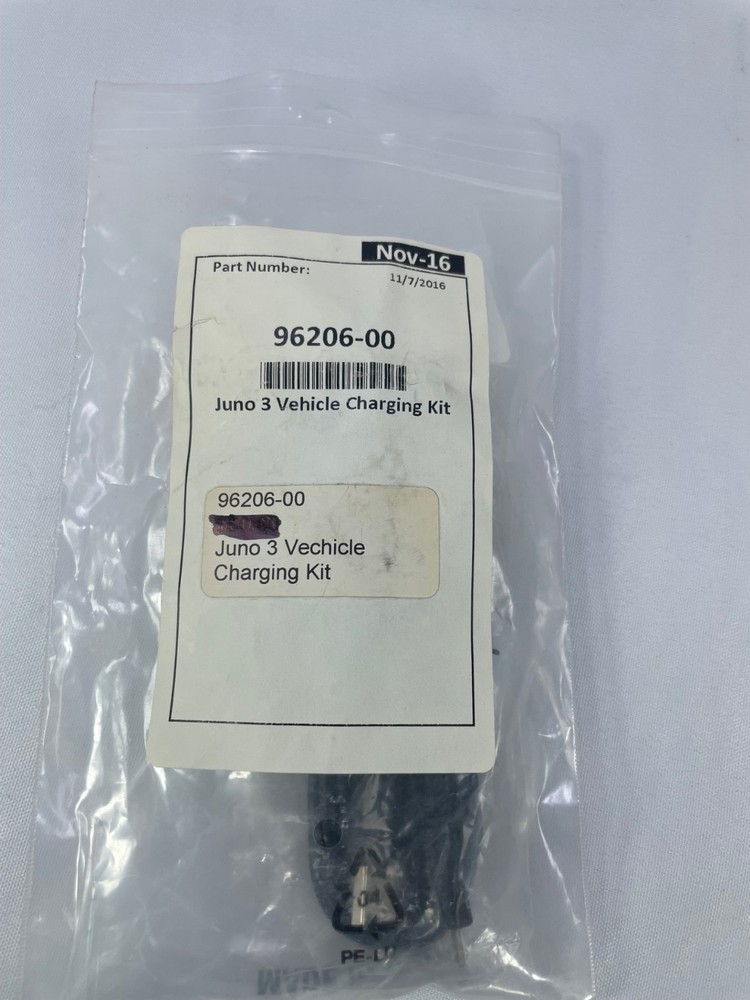 Nov-16
Part Number:
11/7/2016
96206-00
Juno 3 Vehicle Charging Kit
96206-00
Juno 3 Vechicle
Charging Kit
04